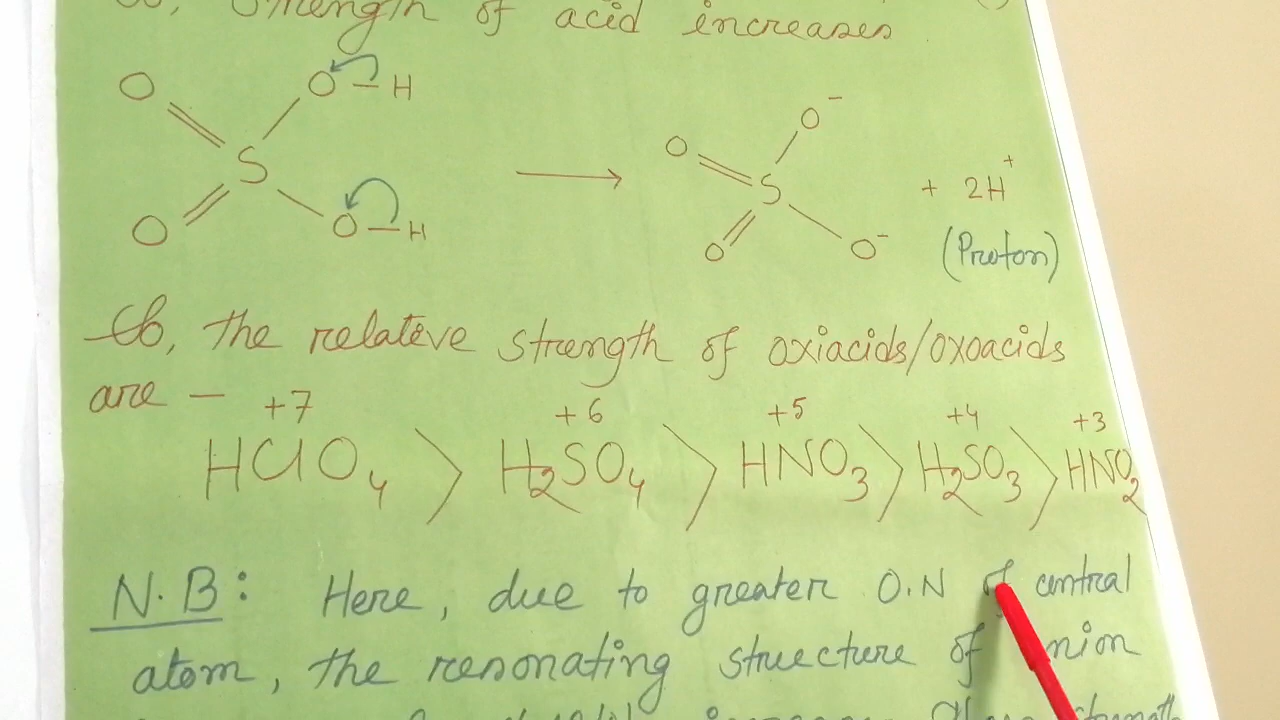 So, Strength of acid increases
O O – H
S
O O – H
→
O O⁻
S
O O⁻
+ 2H⁺
(Proton)
So, the relative strength of oxiacids/oxoacids
are –
+7 +6 +5 +4 +3
HClO₄ > H₂SO₄ > HNO₃ > H₂SO₃ > HNO₂
N.B: Here, due to greater O.N of central
atom, the resonating structure of